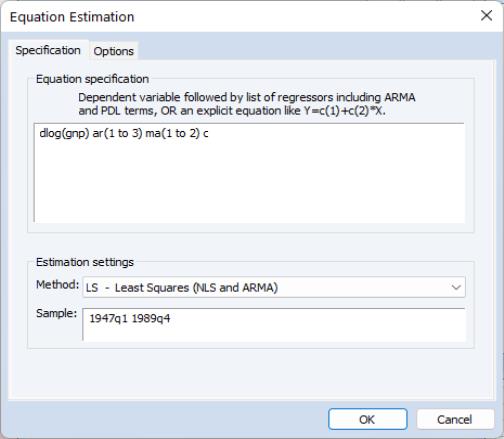 Equation Estimation
Specification Options
Equation specification
Dependent variable followed by list of regressors including ARMA
and PDL terms, OR an explicit equation like Y=c(1)+c(2)*X.
dlog(gnp) ar(1 to 3) ma(1 to 2) c
Estimation settings
Method: LS - Least Squares (NLS and ARMA)
Sample: 1947q1 1989q4
OK Cancel